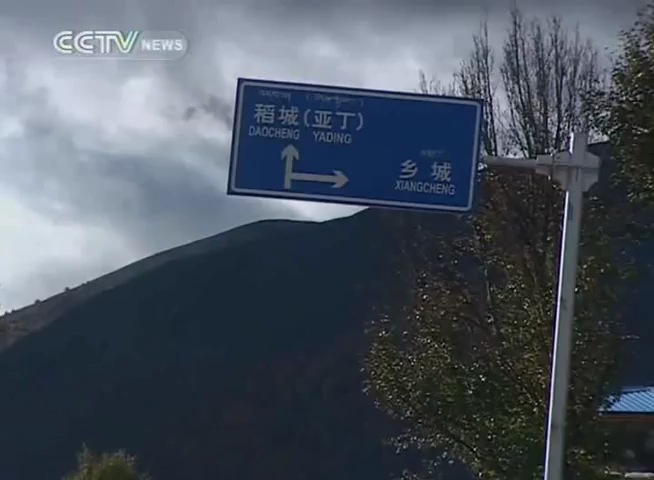 CCTV NEWS
稻城(亚丁)
DAOCHENG YADING
乡城
XIANGCHENG